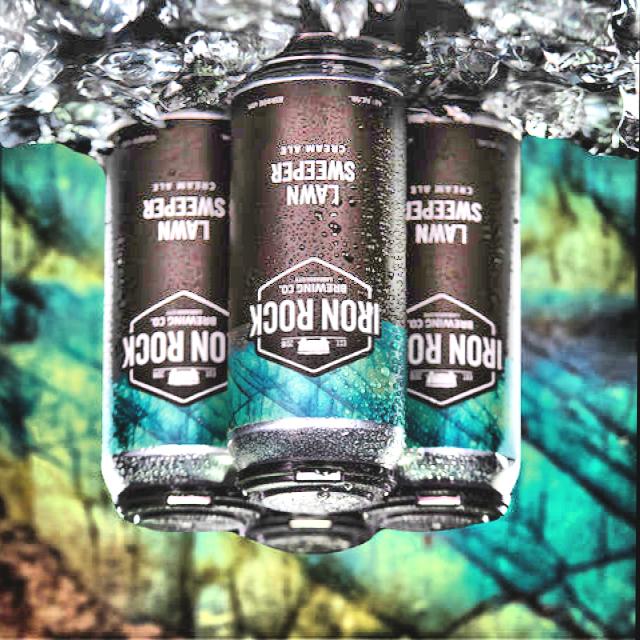 EST.
IRON ROCK
BREWING CO.
LAWN
SWEEPER
CREAM ALE
IRON RO
BREWING CO.
LAWN
SWEEPER
CREAM ALE
ON ROCK
BREWING CO.
LAWN
SWEEPER
CREAM ALE